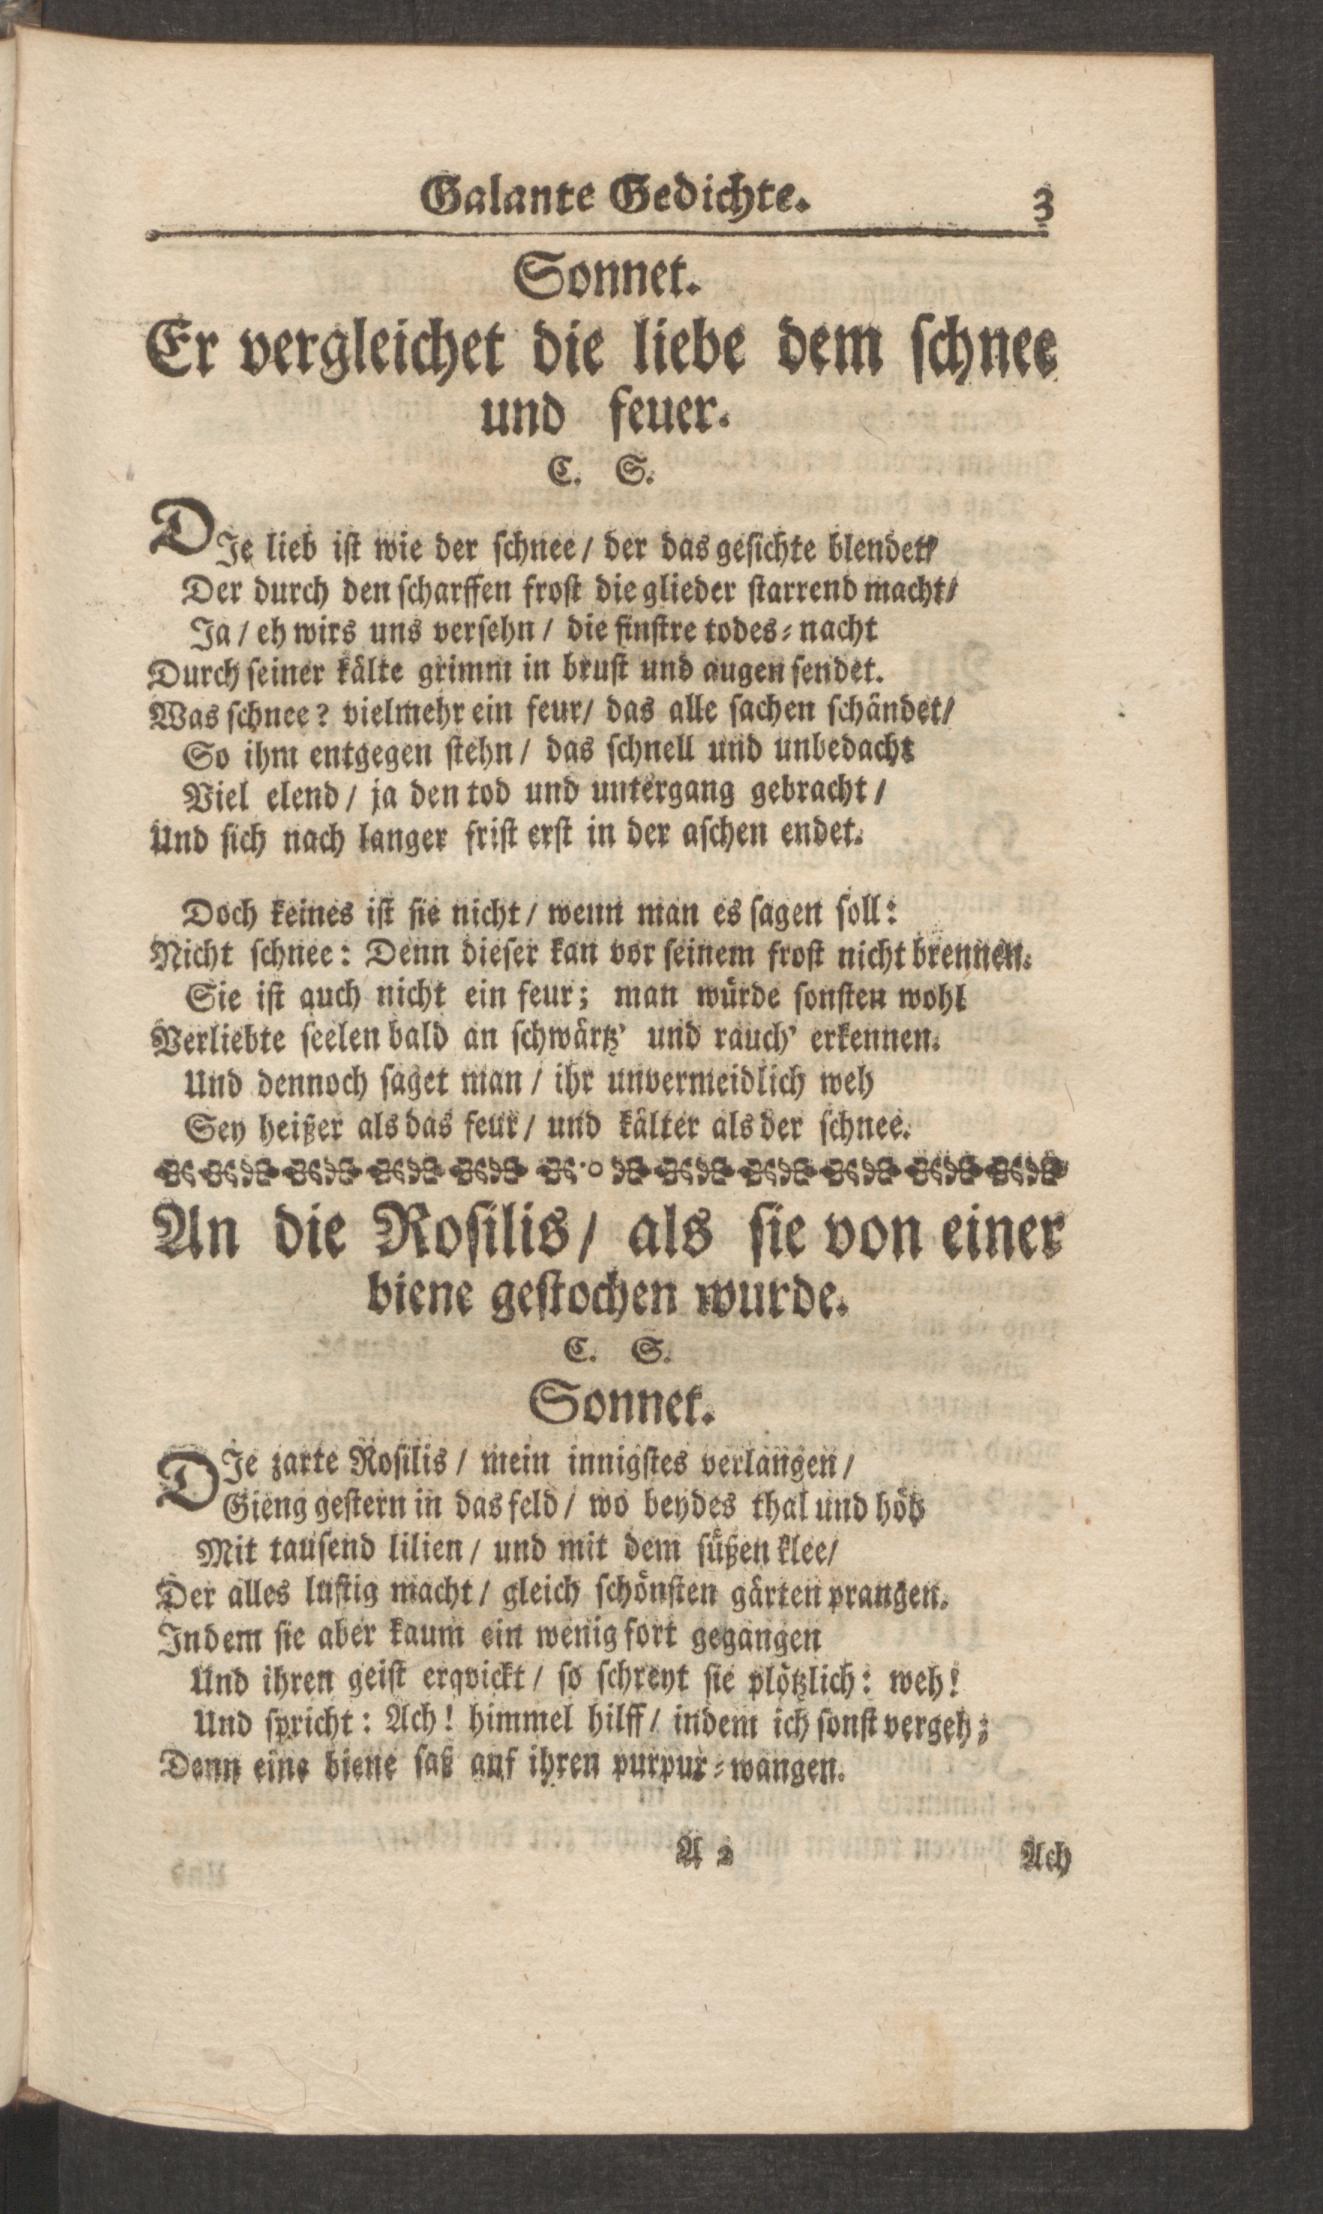 Galante Gedichte. 3
Sonnet.
Er vergleichet die liebe dem schnee
und feuer.
C. S.
DIe lieb ist wie der schnee / der das gesichte blendet/
Der durch den scharffen frost die glieder starrend macht/
Ja / eh wirs uns versehn / die finstre todes-nacht
Durch seiner kälte grimm in brust und augen sendet.
Was schnee? vielmehr ein feur/ das alle sachen schändet/
So ihm entgegen stehn / das schnell und unbedacht
Viel elend / ja den tod und untergang gebracht /
Und sich nach langer frist erst in der aschen endet.
Doch keines ist sie nicht / wenn man es sagen soll:
Nicht schnee: Denn dieser kan vor seinem frost nicht brennen.
Sie ist auch nicht ein feur; man würde sonsten wohl
Verliebte seelen bald an schwärtz' und rauch' erkennen.
Und dennoch saget man / ihr unvermeidlich weh
Sey heißer als das feur / und kälter als der schnee.
An die Rosilis / als sie von einer
biene gestochen wurde.
C. S.
Sonnet.
DIe zarte Rosilis / mein innigstes verlangen /
Gieng gestern in das feld / wo beydes thal und höh
Mit tausend lilien / und mit dem süßen klee/
Der alles lustig macht / gleich schönsten gärten prangen.
Indem sie aber kaum ein wenig fort gegangen
Und ihren geist erqvickt / so schreyt sie plötzlich: weh!
Und spricht: Ach! himmel hilff / indem ich sonst vergeh;
Denn eine biene saß auf ihren purpur-wangen.
A 2 Ach